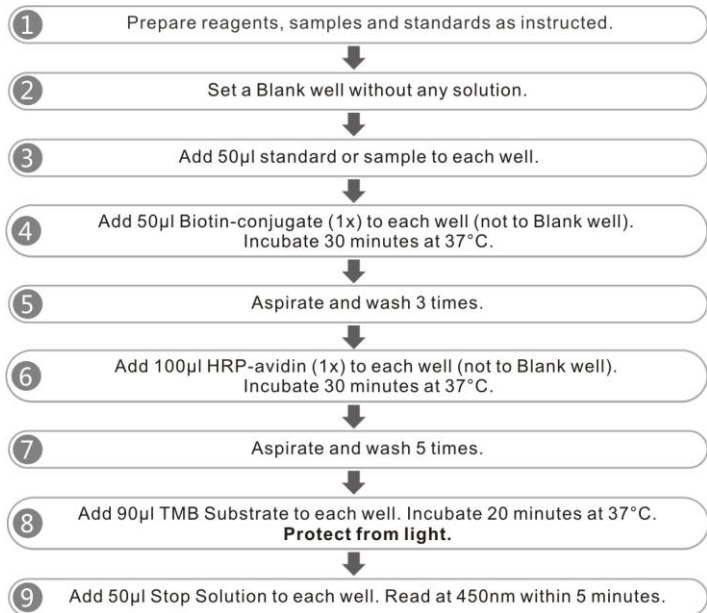 1 Prepare reagents, samples and standards as instructed.
2 Set a Blank well without any solution.
3 Add 50μl standard or sample to each well.
4 Add 50μl Biotin-conjugate (1x) to each well (not to Blank well).
Incubate 30 minutes at 37°C.
5 Aspirate and wash 3 times.
6 Add 100μl HRP-avidin (1x) to each well (not to Blank well).
Incubate 30 minutes at 37°C.
7 Aspirate and wash 5 times.
8 Add 90μl TMB Substrate to each well. Incubate 20 minutes at 37°C.
Protect from light.
9 Add 50μl Stop Solution to each well. Read at 450nm within 5 minutes.